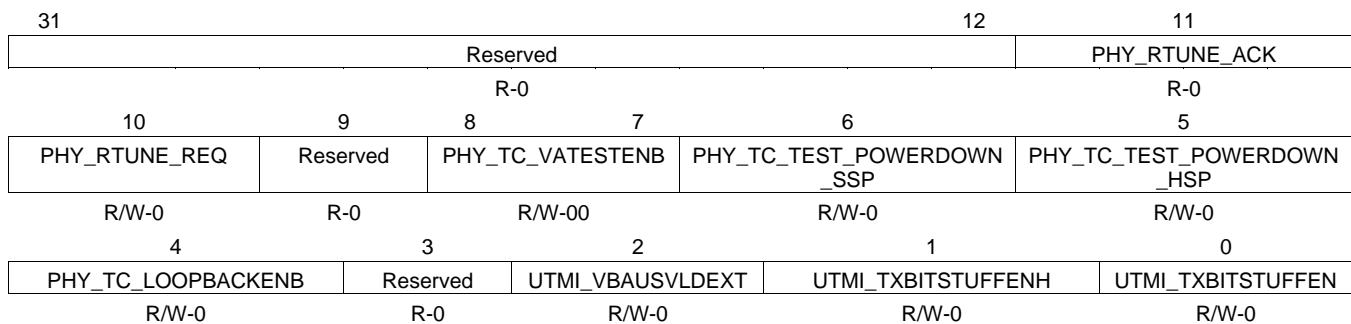 31 12 11
Reserved PHY_RTUNE_ACK
R-0 R-0
10 9 8 7 6 5
PHY_RTUNE_REQ Reserved PHY_TC_VATESTENB PHY_TC_TEST_POWERDOWN PHY_TC_TEST_POWERDOWN
_SSP _HSP
R/W-0 R-0 R/W-00 R/W-0 R/W-0
4 3 2 1 0
PHY_TC_LOOPBACKENB Reserved UTMI_VBAUSVLDEXT UTMI_TXBITSTUFFENH UTMI_TXBITSTUFFEN
R/W-0 R-0 R/W-0 R/W-0 R/W-0